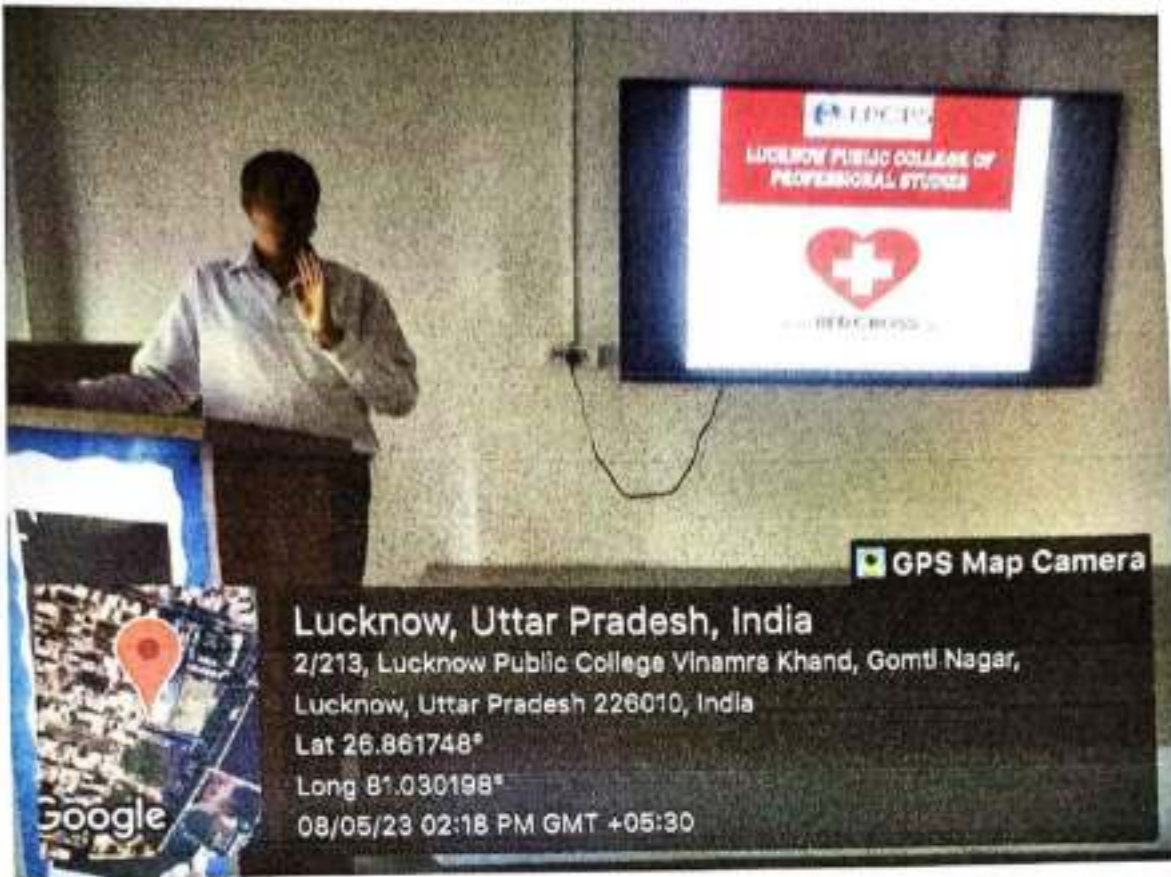 LPCPS
LUCKNOW PUBLIC COLLEGE OF
PROFESSIONAL STUDIES
RED CROSS
GPS Map Camera
Lucknow, Uttar Pradesh, India
2/213, Lucknow Public College Vinamra Khand, Gomti Nagar,
Lucknow, Uttar Pradesh 226010, India
Lat 26.861748°
Long 81.030198°
08/05/23 02:18 PM GMT +05:30
Google